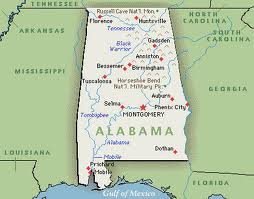 TENNESSEE
Russell Cave Nat'l. Mon.
Florence
Huntsville
Tennessee
ARKANSAS
NORTH
CAROLINA
SOUTH
CAROLINA
Black
Warrior
Gadsden
Anniston
Bessemer
Birmingham
MISSISSIPPI
Tuscaloosa
GEORGIA
Horseshoe Bend
Nat'l. Military Pk.
Auburn
Phenix City
Selma
MONTGOMERY
Tombigbee
ALABAMA
Alabama
Dothan
Mobile
LOUISIANA
Prichard
Mobile
FLORIDA
Gulf of Mexico